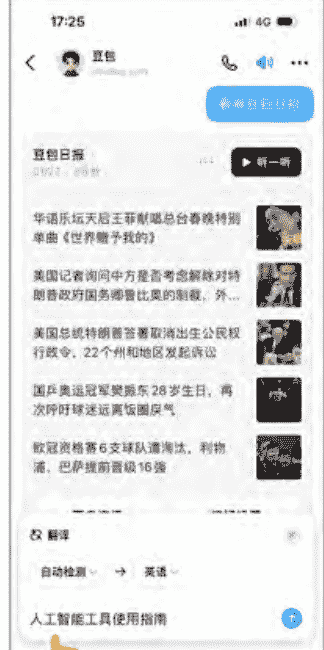 17:25
4G
豆包
豆包日报
听一听
华语乐坛天后王菲献唱总台春晚特别
单曲《世界赠予我的》
美国记者询问中方是否考虑解除对特
朗普政府国务卿鲁比奥的制裁，外...
美国总统特朗普签署取消出生公民权
行政令，22个州和地区发起诉讼
国乒奥运冠军樊振东28岁生日，再
次呼吁球迷远离饭圈戾气
欧冠资格赛6支球队遭淘汰，利物
浦、巴萨提前晋级16强
翻译
自动检测 → 英语
人工智能工具使用指南